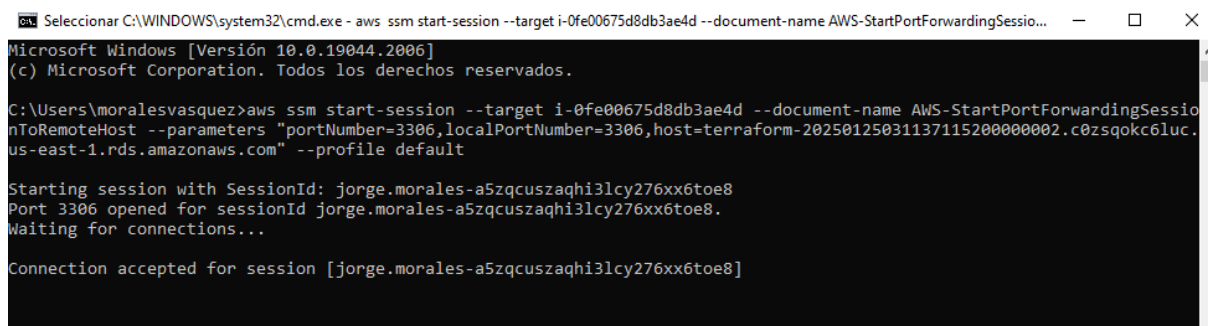 Seleccionar C:\WINDOWS\system32\cmd.exe - aws ssm start-session --target i-0fe00675d8db3ae4d --document-name AWS-StartPortForwardingSessio...
Microsoft Windows [Versión 10.0.19044.2006]
(c) Microsoft Corporation. Todos los derechos reservados.
C:\Users\moralesvasquez>aws ssm start-session --target i-0fe00675d8db3ae4d --document-name AWS-StartPortForwardingSessio
nToRemoteHost --parameters "portNumber=3306,localPortNumber=3306,host=terraform-20250125031137115200000002.c0zsqokc6luc.
us-east-1.rds.amazonaws.com" --profile default
Starting session with SessionId: jorge.morales-a5zqcuszaqhi3lcy276xx6toe8
Port 3306 opened for sessionId jorge.morales-a5zqcuszaqhi3lcy276xx6toe8.
Waiting for connections...
Connection accepted for session [jorge.morales-a5zqcuszaqhi3lcy276xx6toe8]